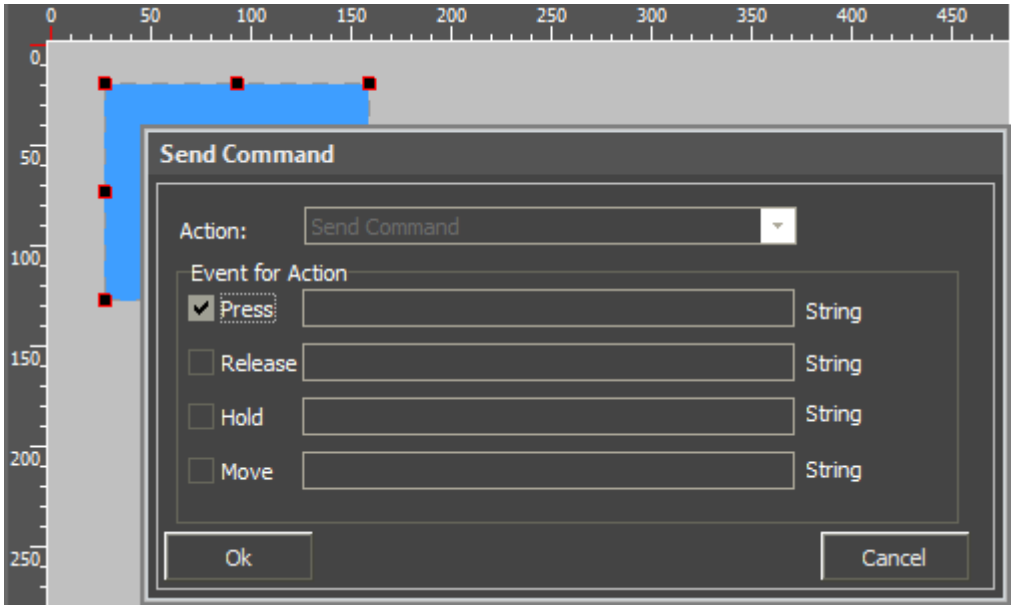 0 50 100 150 200 250 300 350 400 450
0
50
Send Command
Action: Send Command
100
Event for Action
Press String
150
Release String
Hold String
200
Move String
250
Ok Cancel